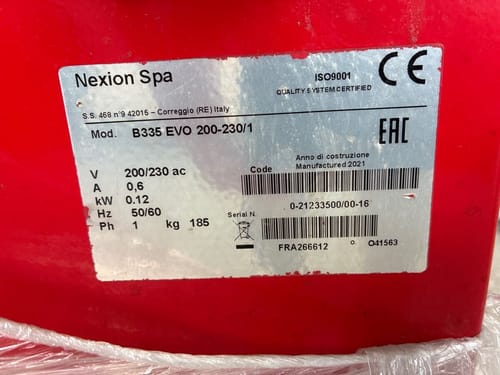 Nexion Spa
ISO9001
QUALITY SYSTEM CERTIFIED
CE
S.S. 468 n°9 42015 – Correggio (RE) Italy
Mod. B335 EVO 200-230/1
EAC
Anno di costruzione
Manufactured 2021
V 200/230 ac
Code
A 0,6
kW 0.12
0-21233500/00-16
Hz 50/60
Ph 1 kg 185
Serial N.
FRA266612 o. O41563